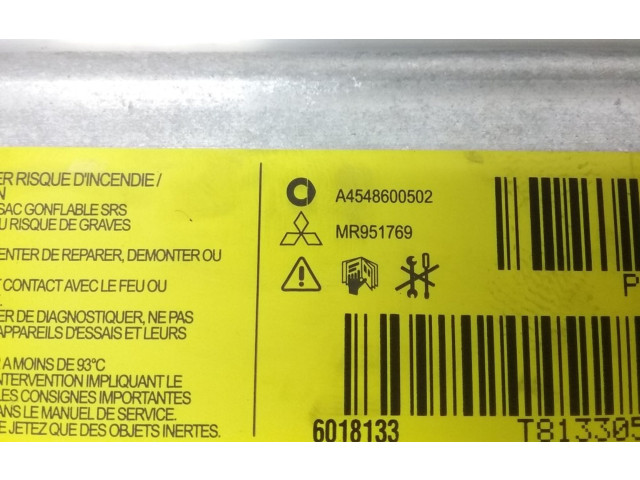 ER RISQUE D'INCENDIE /
N
SAC GONFLABLE SRS
U RISQUE DE GRAVES
ENTER DE REPARER, DEMONTER OU
T CONTACT AVEC LE FEU OU
ER DE DIAGNOSTIQUER, NE PAS
APPAREILS D'ESSAIS ET LEURS
R A MOINS DE 93°C
INTERVENTION IMPLIQUANT LE
LES CONSIGNES IMPORTANTES
ANS LE MANUEL DE SERVICE.
E JETEZ QUE DES OBJETS INERTES.
A4548600502
MR951769
P
6018133
T813305